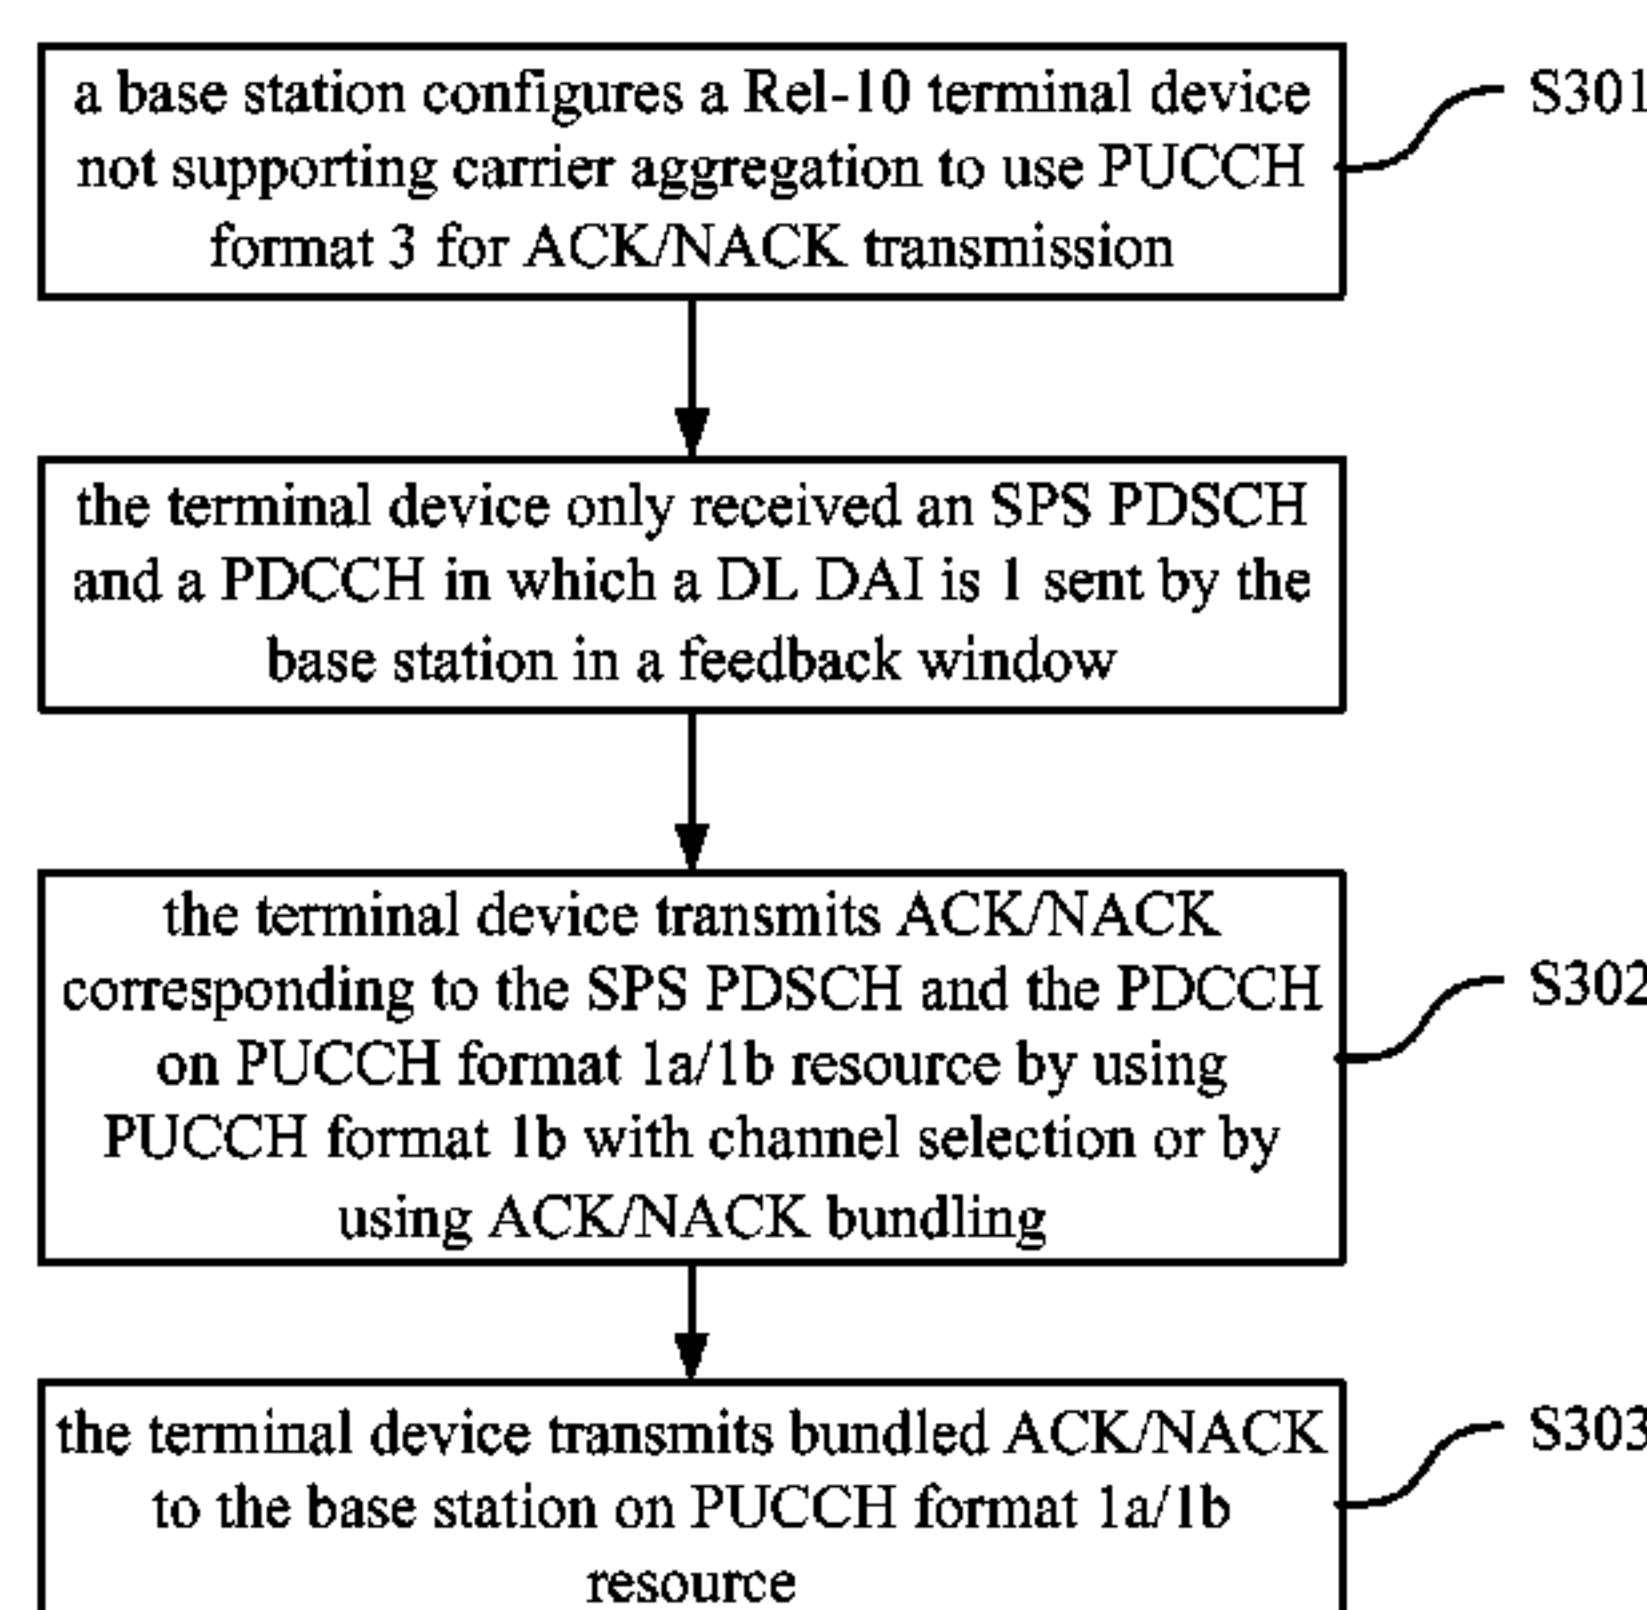 a base station configures a Rel-10 terminal device
not supporting carrier aggregation to use PUCCH
format 3 for ACK/NACK transmission
S301
the terminal device only received an SPS PDSCH
and a PDCCH in which a DL DAI is 1 sent by the
base station in a feedback window
the terminal device transmits ACK/NACK
corresponding to the SPS PDSCH and the PDCCH
on PUCCH format 1a/1b resource by using
PUCCH format 1b with channel selection or by
using ACK/NACK bundling
S302
the terminal device transmits bundled ACK/NACK
to the base station on PUCCH format 1a/1b
resource
S303